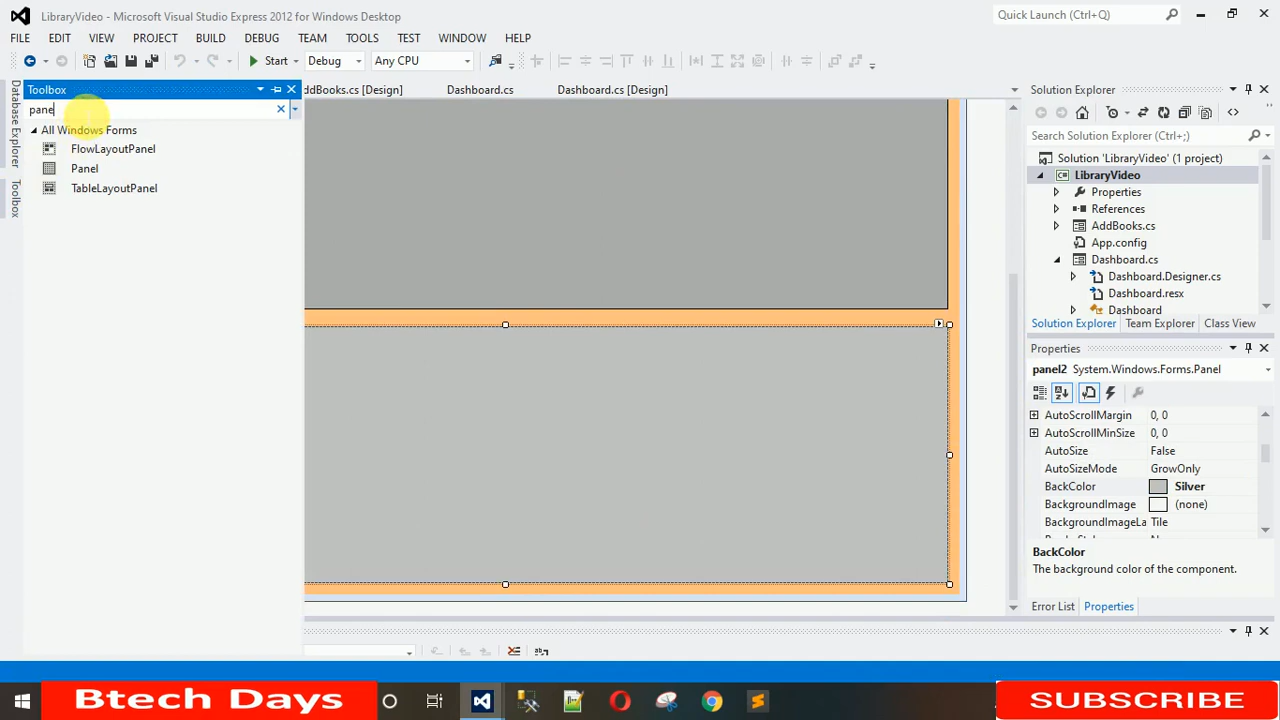 LibraryVideo - Microsoft Visual Studio Express 2012 for Windows Desktop
Quick Launch (Ctrl+Q)
FILE EDIT VIEW PROJECT BUILD DEBUG TEAM TOOLS TEST WINDOW HELP
Start Debug Any CPU
Database Explorer
Toolbox
Toolbox
pane
All Windows Forms
FlowLayoutPanel
Panel
TableLayoutPanel
ddBooks.cs [Design] Dashboard.cs Dashboard.cs [Design]
Solution Explorer
Search Solution Explorer (Ctrl+;)
Solution 'LibraryVideo' (1 project)
C# LibraryVideo
Properties
References
AddBooks.cs
App.config
Dashboard.cs
Dashboard.Designer.cs
Dashboard.resx
Dashboard
Solution Explorer Team Explorer Class View
Properties
panel2 System.Windows.Forms.Panel
AutoScrollMargin 0, 0
AutoScrollMinSize 0, 0
AutoSize False
AutoSizeMode GrowOnly
BackColor Silver
BackgroundImage (none)
BackgroundImageLa Tile
BackColor
The background color of the component.
Error List Properties
Btech Days
SUBSCRIBE